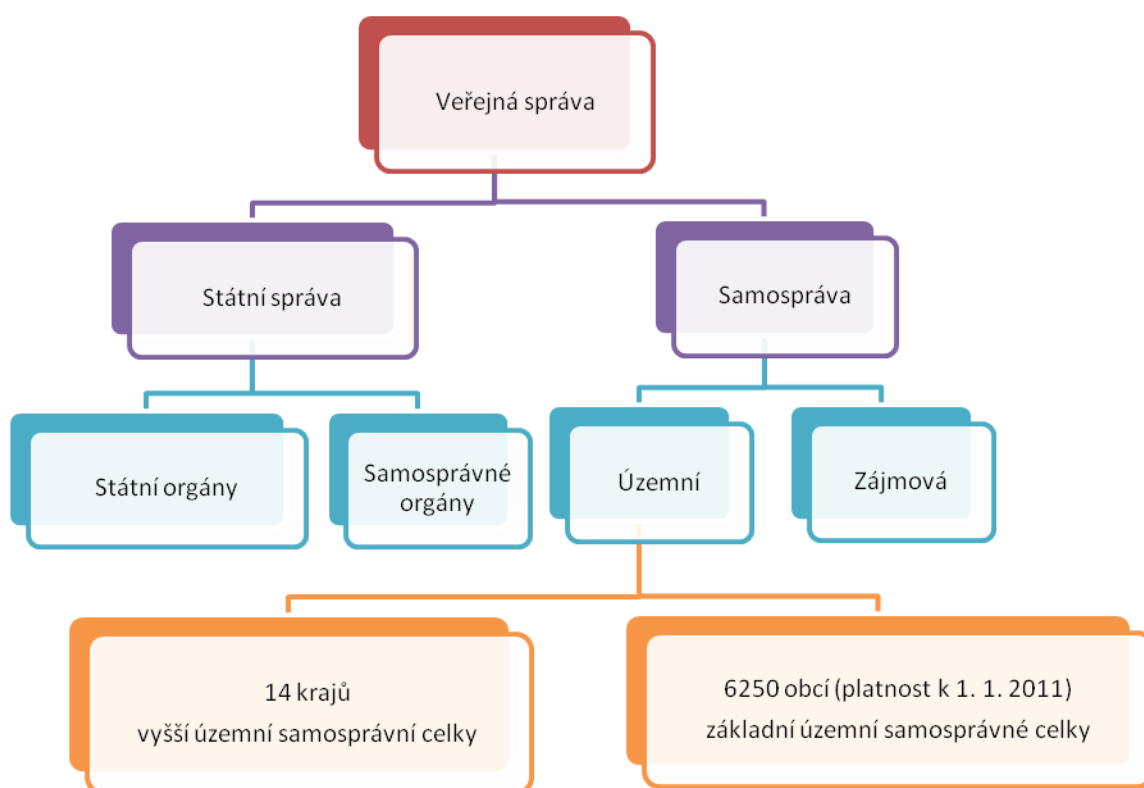 Veřejná správa
Státní správa
Samospráva
Státní orgány
Samosprávné
orgány
Územní
Zájmová
14 krajů
vyšší územní samosprávní celky
6250 obcí (platnost k 1. 1. 2011)
základní územní samosprávné celky